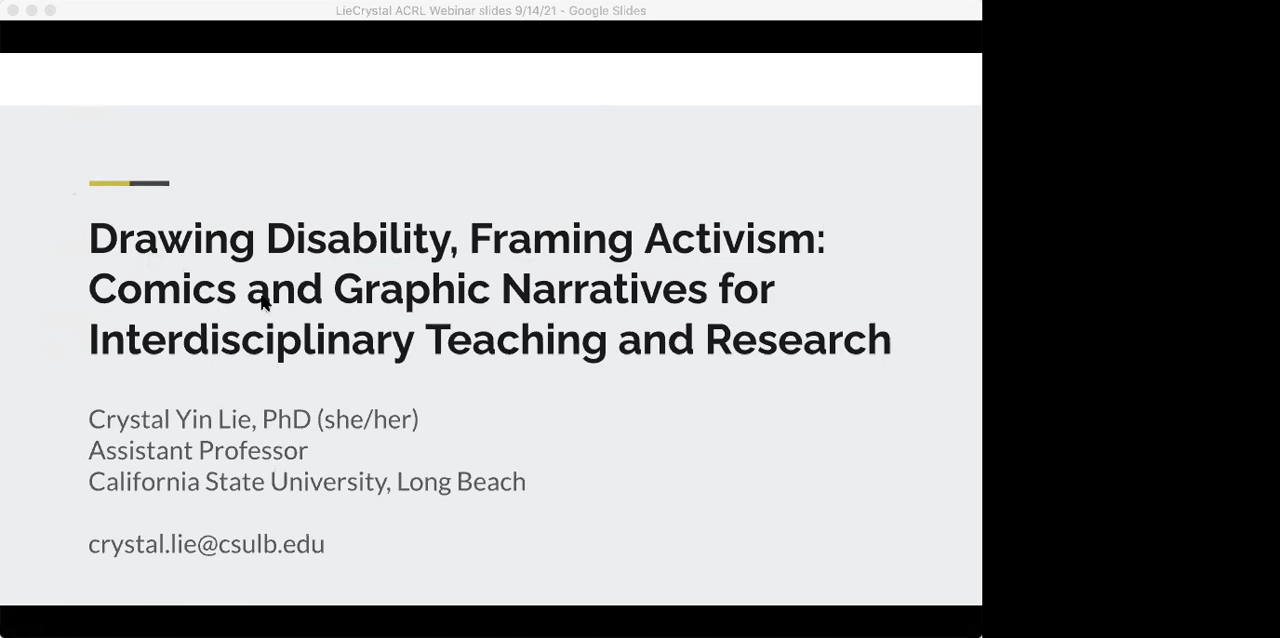 LieCrystal ACRL Webinar slides 9/14/21 - Google Slides
Drawing Disability, Framing Activism:
Comics and Graphic Narratives for
Interdisciplinary Teaching and Research
Crystal Yin Lie, PhD (she/her)
Assistant Professor
California State University, Long Beach
crystal.lie@csulb.edu